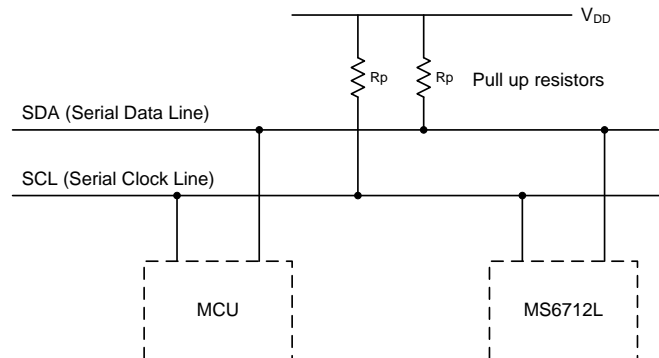 VDD
Rp Rp Pull up resistors
SDA (Serial Data Line)
SCL (Serial Clock Line)
MCU MS6712L